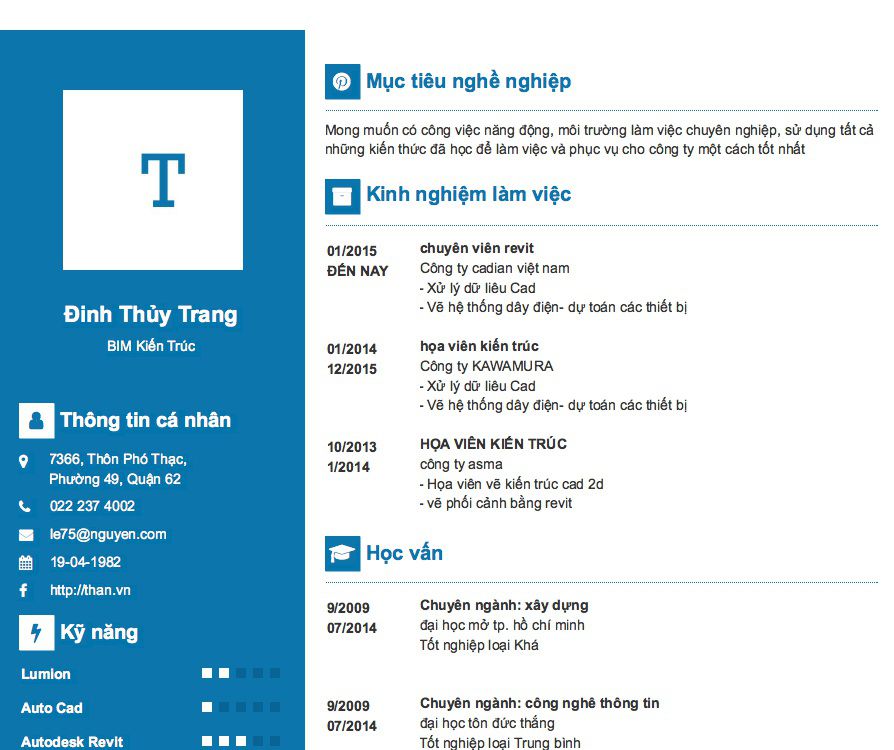 T
Đinh Thủy Trang
BIM Kiến Trúc
Thông tin cá nhân
7366, Thôn Phó Thạc,
Phường 49, Quận 62
022 237 4002
le75@nguyen.com
19-04-1982
http://than.vn
Kỹ năng
Lumion
Auto Cad
Autodesk Revit
Mục tiêu nghề nghiệp
Mong muốn có công việc năng động, môi trường làm việc chuyên nghiệp, sử dụng tất cả
những kiến thức đã học để làm việc và phục vụ cho công ty một cách tốt nhất
Kinh nghiệm làm việc
01/2015
ĐẾN NAY
chuyên viên revit
Công ty cadian việt nam
- Xử lý dữ liêu Cad
- Vẽ hệ thống dây điện- dự toán các thiết bị
01/2014
12/2015
họa viên kiến trúc
Công ty KAWAMURA
- Xử lý dữ liêu Cad
- Vẽ hệ thống dây điện- dự toán các thiết bị
10/2013
1/2014
HỌA VIÊN KIẾN TRÚC
công ty asma
- Họa viên vẽ kiến trúc cad 2d
- vẽ phối cảnh bằng revit
Học vấn
9/2009
07/2014
Chuyên ngành: xây dựng
đại học mở tp. hồ chí minh
Tốt nghiệp loại Khá
9/2009
07/2014
Chuyên ngành: công nghê thông tin
đại học tôn đức thắng
Tốt nghiệp loại Trung bình